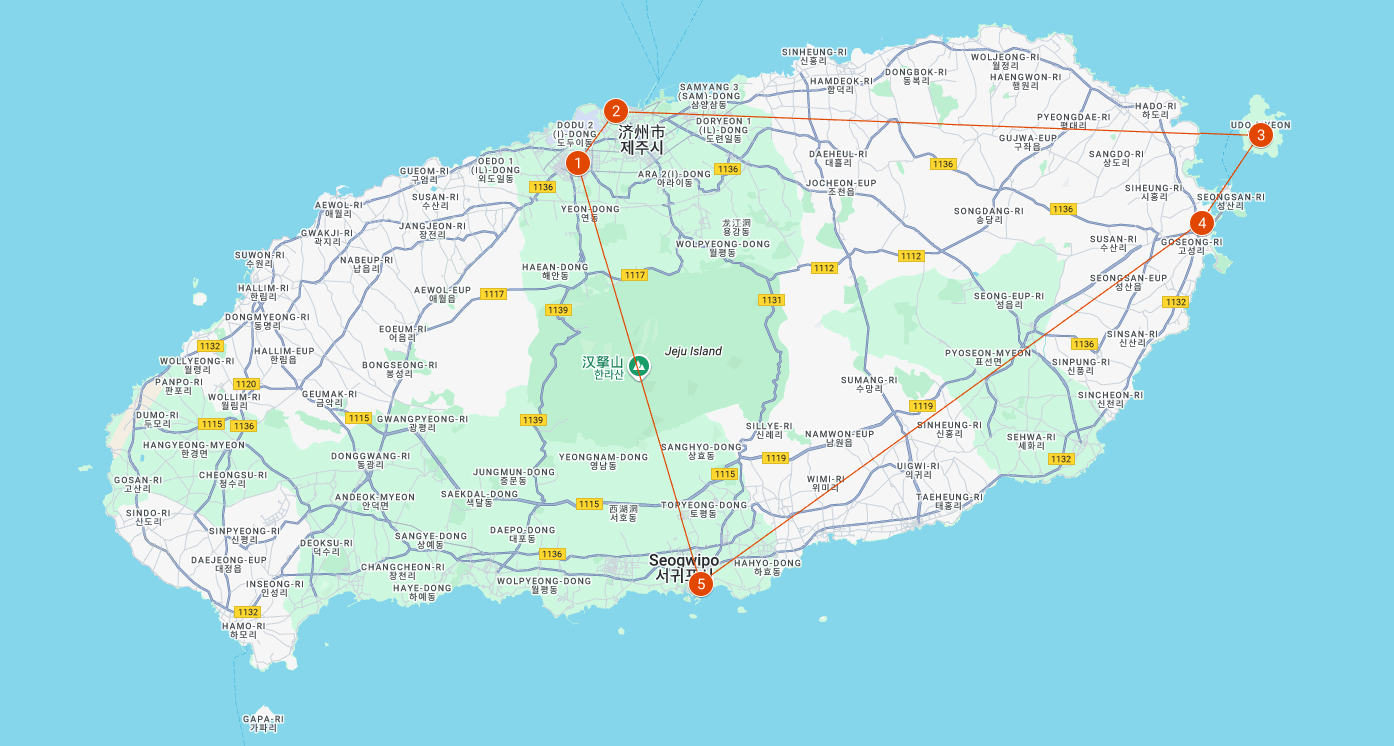 SINHEUNG-RI
신흥리
WOLJEONG-RI
월정리
DONGBOK-RI
동복리
HAENGWON-RI
행원리
HAMDEOK-RI
함덕리
SAMYANG 3
(SAM)-DONG
삼양삼동
HADO-RI
하도리
2
PYEONGDAE-RI
평대리
DODU 2
(I)-DONG
도두이동
济州市
제주시
DORYEON 1
(IL)-DONG
도련일동
3
GUJWA-EUP
구좌읍
1
OEDO 1
(IL)-DONG
외도일동
DAEHEUL-RI
대흘리
SANGDO-RI
상도리
1136
1136
GUEOM-RI
구엄리
ARA 2(I)-DONG
아라이동
1136
JOCHEON-EUP
조천읍
SIHEUNG-RI
시흥리
SUSAN-RI
수산리
SEONGSAN-RI
성산리
AEWOL-RI
애월리
YEON-DONG
연동
SONGDANG-RI
송당리
1136
龙江洞
용강동
4
JANGJEON-RI
장전리
GWAKJI-RI
곽지리
WOLPYEONG-DONG
월평동
SUSAN-RI
수산리
GOSEONG-RI
고성리
SUWON-RI
수원리
NABEUP-RI
납읍리
1112
1112
HAEAN-DONG
해안동
1117
SEONGSAN-EUP
성산읍
HALLIM-RI
한림리
AEWOL-EUP
애월읍
1117
1131
SEONG-EUP-RI
성읍리
1132
1139
DONGMYEONG-RI
동명리
EOEUM-RI
어음리
SINSAN-RI
신산리
1132
HALLIM-EUP
한림읍
Jeju Island
1136
WOLLYEONG-RI
월령리
BONGSEONG-RI
봉성리
汉拏山
한라산
PYOSEON-MYEON
표선면
SINPUNG-RI
신풍리
PANPO-RI
판포리
1120
SUMANG-RI
수망리
WOLLIM-RI
월림리
GEUMAK-RI
금악리
SINCHEON-RI
신천리
1119
DUMO-RI
두모리
1115
1136
1115
GWANGPYEONG-RI
광평리
1139
SILLYE-RI
신례리
SINHEUNG-RI
신흥리
NAMWON-EUP
남원읍
SEHWA-RI
세화리
HANGYEONG-MYEON
한경면
SANGHYO-DONG
상효동
DONGGWANG-RI
동광리
YEONGNAM-DONG
영남동
1119
1132
GOSAN-RI
고산리
CHEONGSU-RI
청수리
JUNGMUN-DONG
중문동
1115
UIGWI-RI
의귀리
WIMI-RI
위미리
ANDEOK-MYEON
안덕면
SAEKDAL-DONG
색달동
TAEHEUNG-RI
태흥리
1115
西湖洞
서호동
TOPYEONG-DONG
토평동
SINDO-RI
신도리
SINPYEONG-RI
신평리
SANGYE-DONG
상예동
DAEPO-DONG
대포동
DEOKSU-RI
덕수리
1136
DAEJEONG-EUP
대정읍
Seogwipo
HAHYO-DONG
하효동
CHANGCHEON-RI
창천리
INSEONG-RI
인성리
HAYE-DONG
하예동
WOLPYEONG-DONG
월평동
5
1132
HAMO-RI
하모리
GAPA-RI
가파리